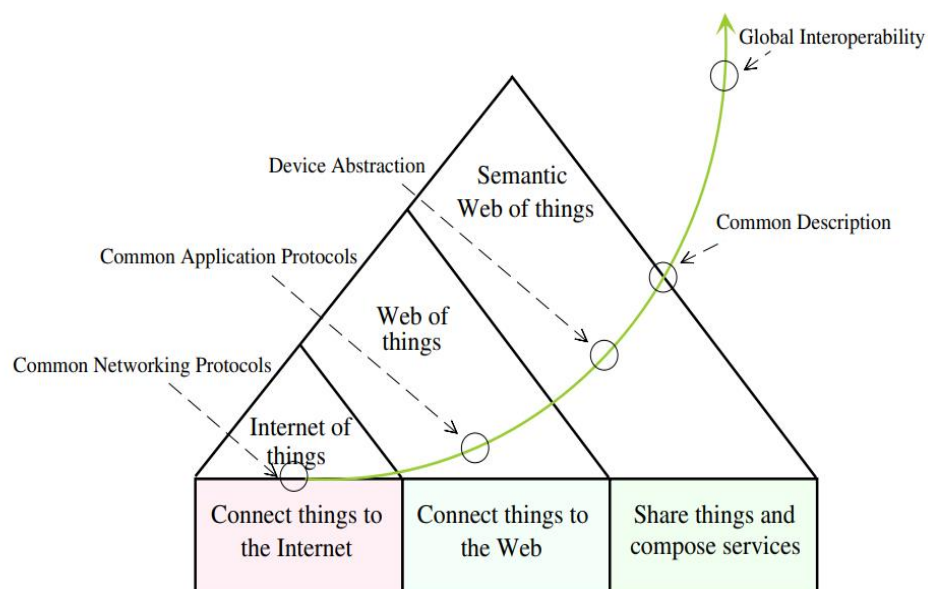 Global Interoperability
Device Abstraction
Semantic
Web of things
Common Description
Common Application Protocols
Web of
things
Common Networking Protocols
Internet of
things
Connect things to
the Internet
Connect things to
the Web
Share things and
compose services